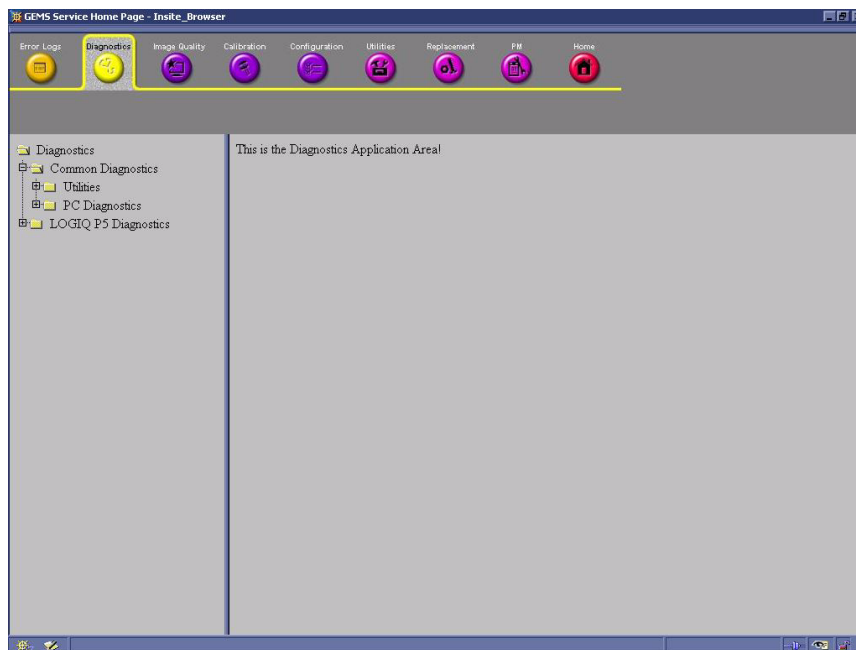 GEMS Service Home Page - Insite_Browser
Error Logs
Diagnostics
Image Quality
Calibration
Configuration
Utilities
Replacement
PM
Home
Diagnostics
Common Diagnostics
Utilities
PC Diagnostics
LOGIQ P5 Diagnostics
This is the Diagnostics Application Area!